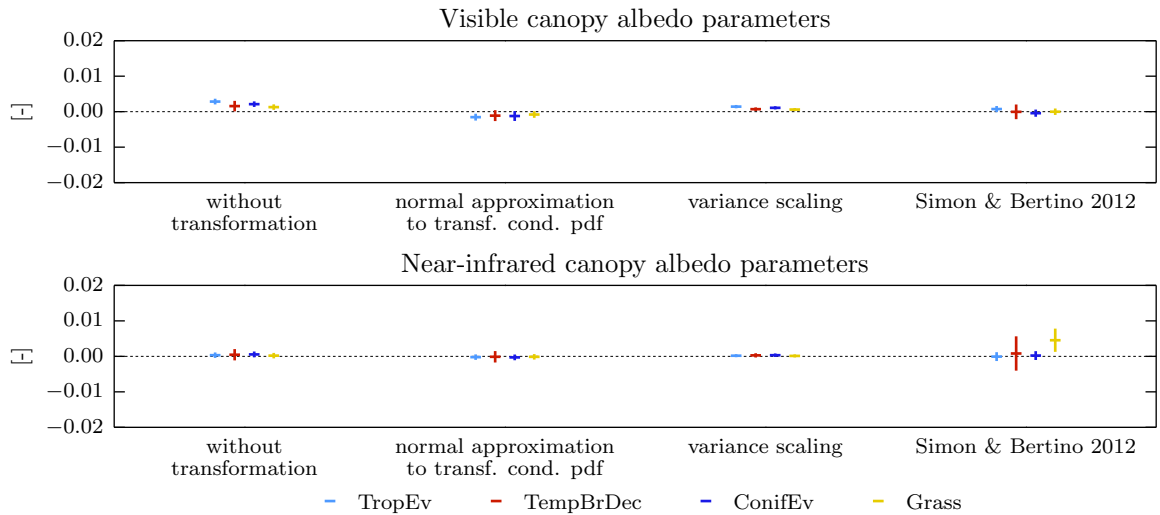 Visible canopy albedo parameters
0.02
0.01
0.00
−0.01
−0.02
[-]
without
transformation
normal approximation
to transf. cond. pdf
variance scaling
Simon & Bertino 2012
Near-infrared canopy albedo parameters
0.02
0.01
0.00
−0.01
−0.02
[-]
without
transformation
normal approximation
to transf. cond. pdf
variance scaling
Simon & Bertino 2012
TropEv TempBrDec ConifEv Grass